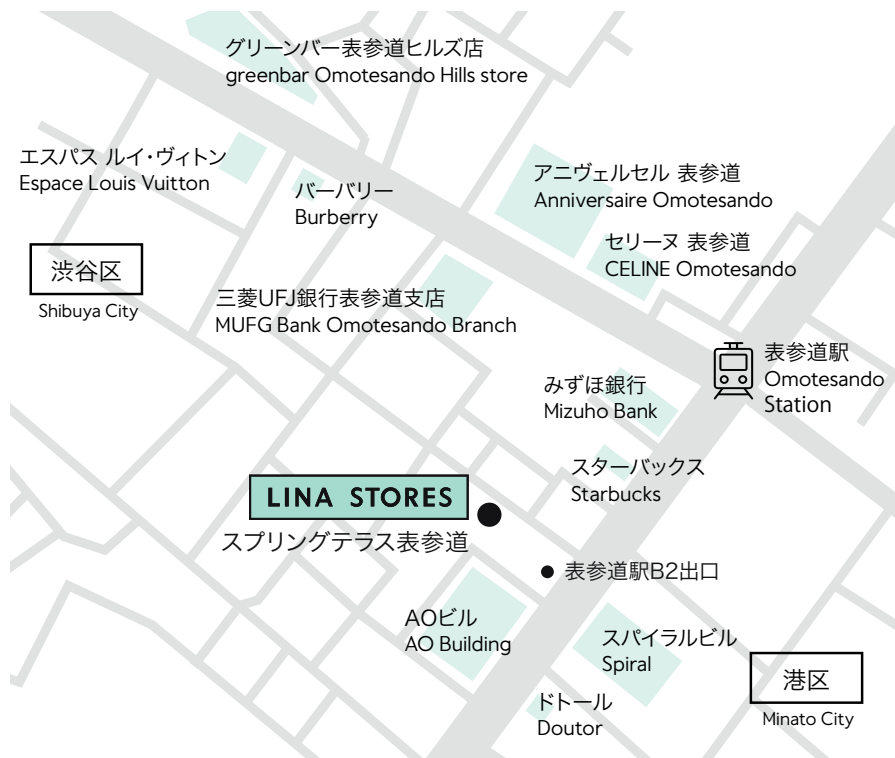 グリーンバー表参道ヒルズ店
greenbar Omotesando Hills store
エスパス ルイ・ヴィトン
Espace Louis Vuitton
バーバリー
Burberry
アニヴェルセル 表参道
Anniversaire Omotesando
セリーヌ 表参道
CELINE Omotesando
渋谷区
Shibuya City
三菱UFJ銀行表参道支店
MUFG Bank Omotesando Branch
表参道駅
Omotesando
Station
みずほ銀行
Mizuho Bank
スターバックス
Starbucks
LINA STORES
スプリングテラス表参道
表参道駅B2出口
AOビル
AO Building
スパイラルビル
Spiral
港区
Minato City
ドトール
Doutor